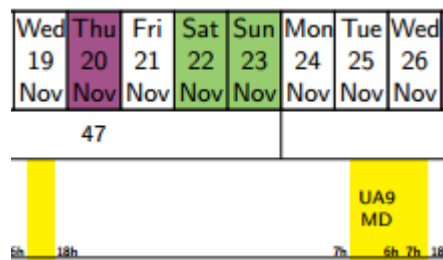 Wed Thu Fri Sat Sun Mon Tue Wed
19 20 21 22 23 24 25 26
Nov Nov Nov Nov Nov Nov Nov Nov
47
UA9
MD
6h 18h 7h 6h 7h 18